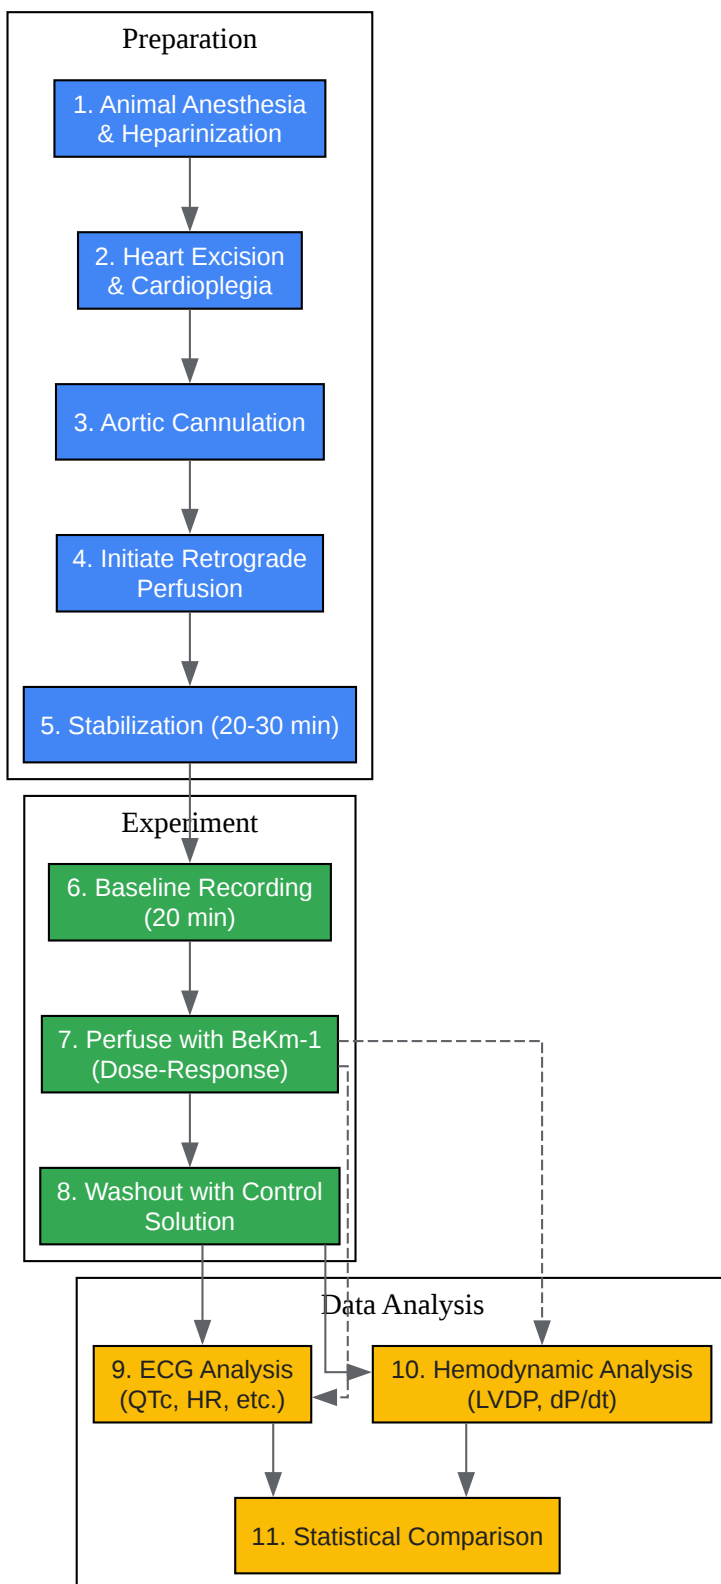 Preparation
1. Animal Anesthesia
& Heparinization
2. Heart Excision
& Cardioplegia
3. Aortic Cannulation
4. Initiate Retrograde
Perfusion
5. Stabilization (20-30 min)
Experiment
6. Baseline Recording
(20 min)
7. Perfuse with BeKm-1
(Dose-Response)
8. Washout with Control
Solution
Data Analysis
9. ECG Analysis
(QTc, HR, etc.)
10. Hemodynamic Analysis
(LVDP, dP/dt)
11. Statistical Comparison